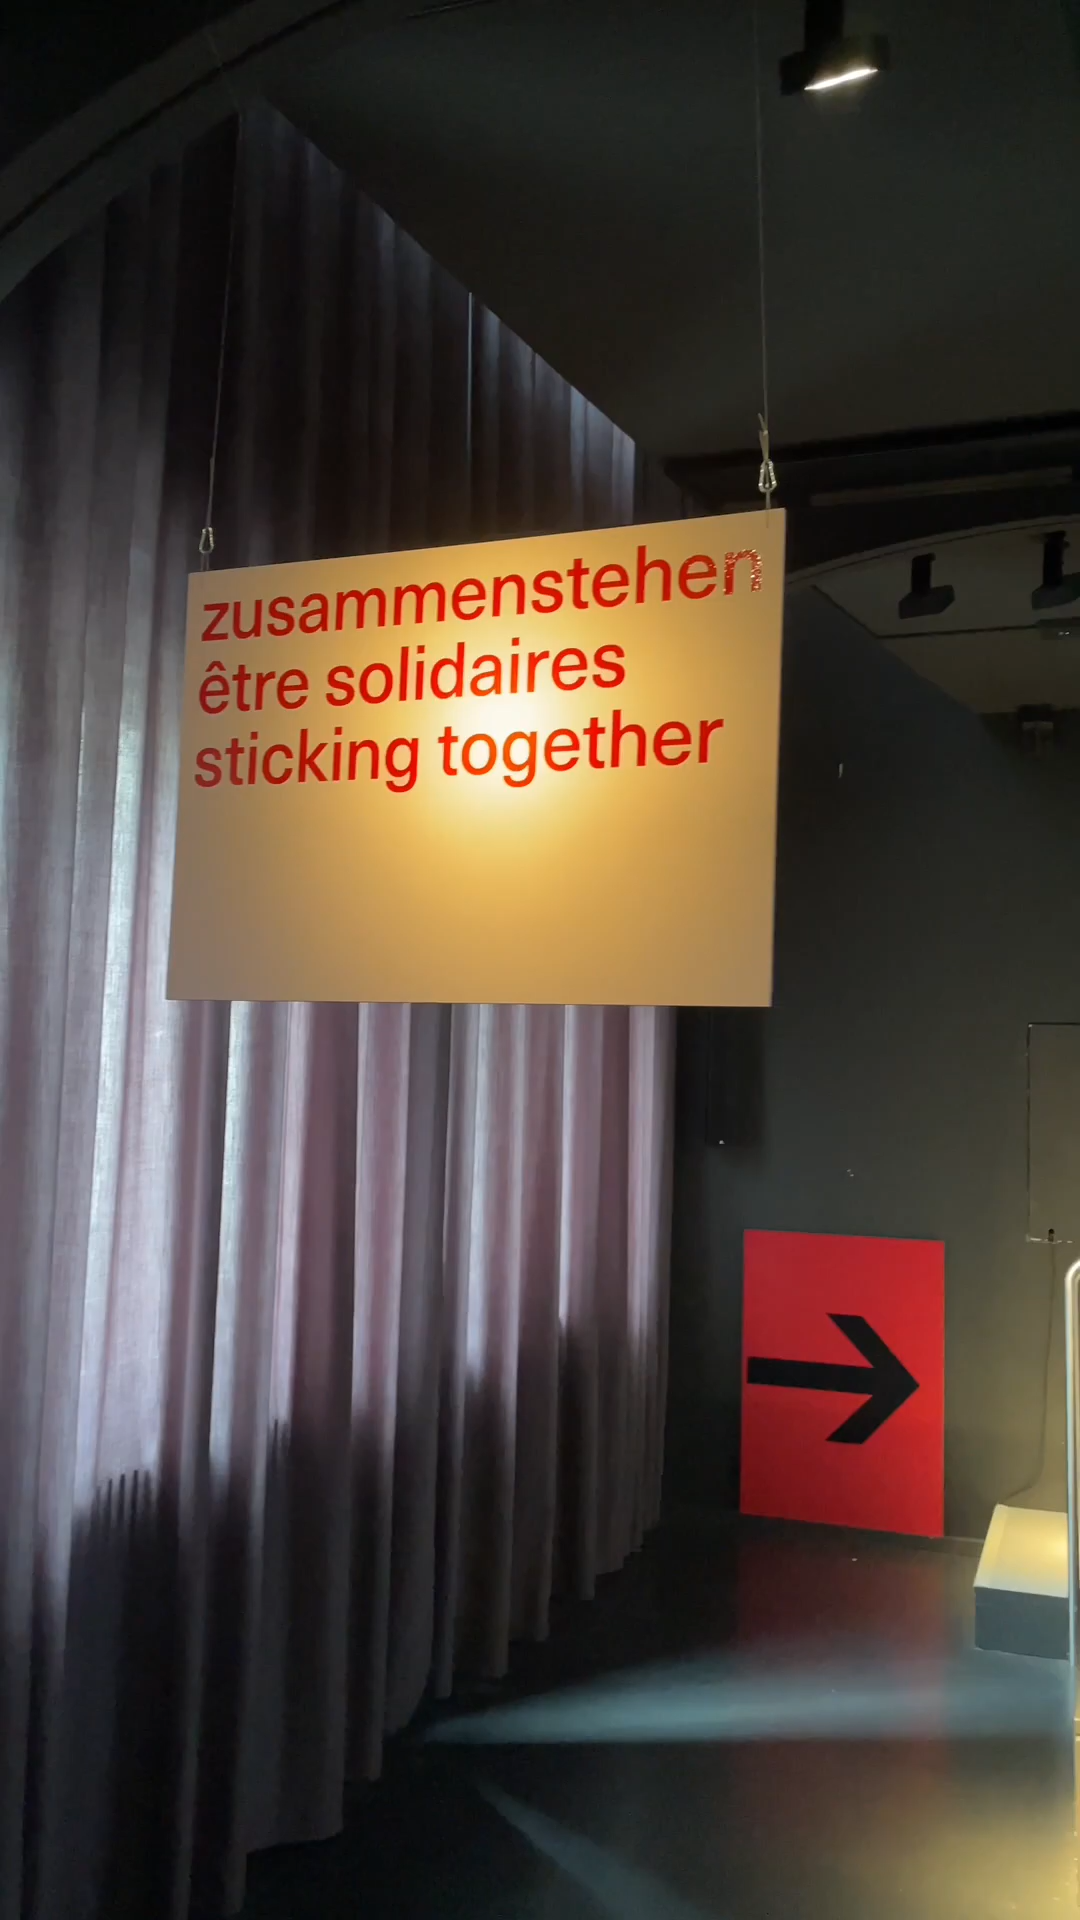 zusammenstehen
être solidaires
sticking together